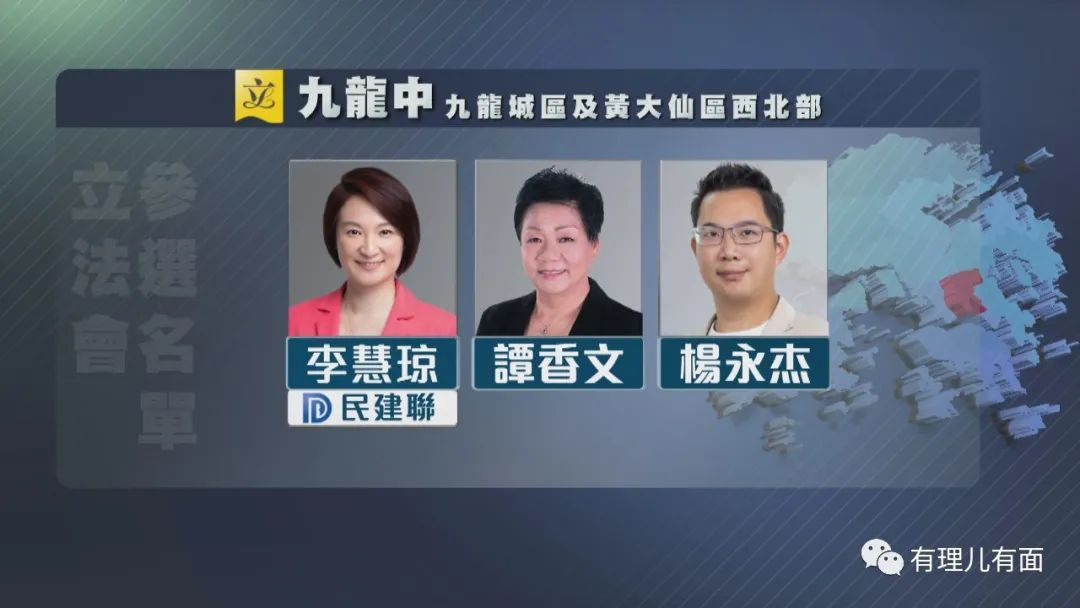 立 九龍中 九龍城區及黃大仙區西北部
參選名單
立法會
李慧琼
民建聯
譚香文
楊永杰
有理儿有面